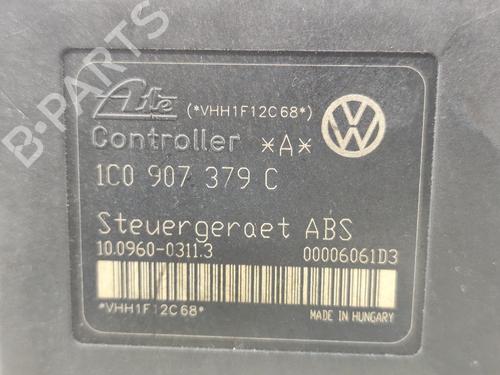 B-PARTS
Ate (*VHH1F12C68*)
Controller *A*
1C0 907 379 C
Steuergeraet ABS
10.0960-0311.3 00006061D3
*VHH1F12C68* MADE IN HUNGARY